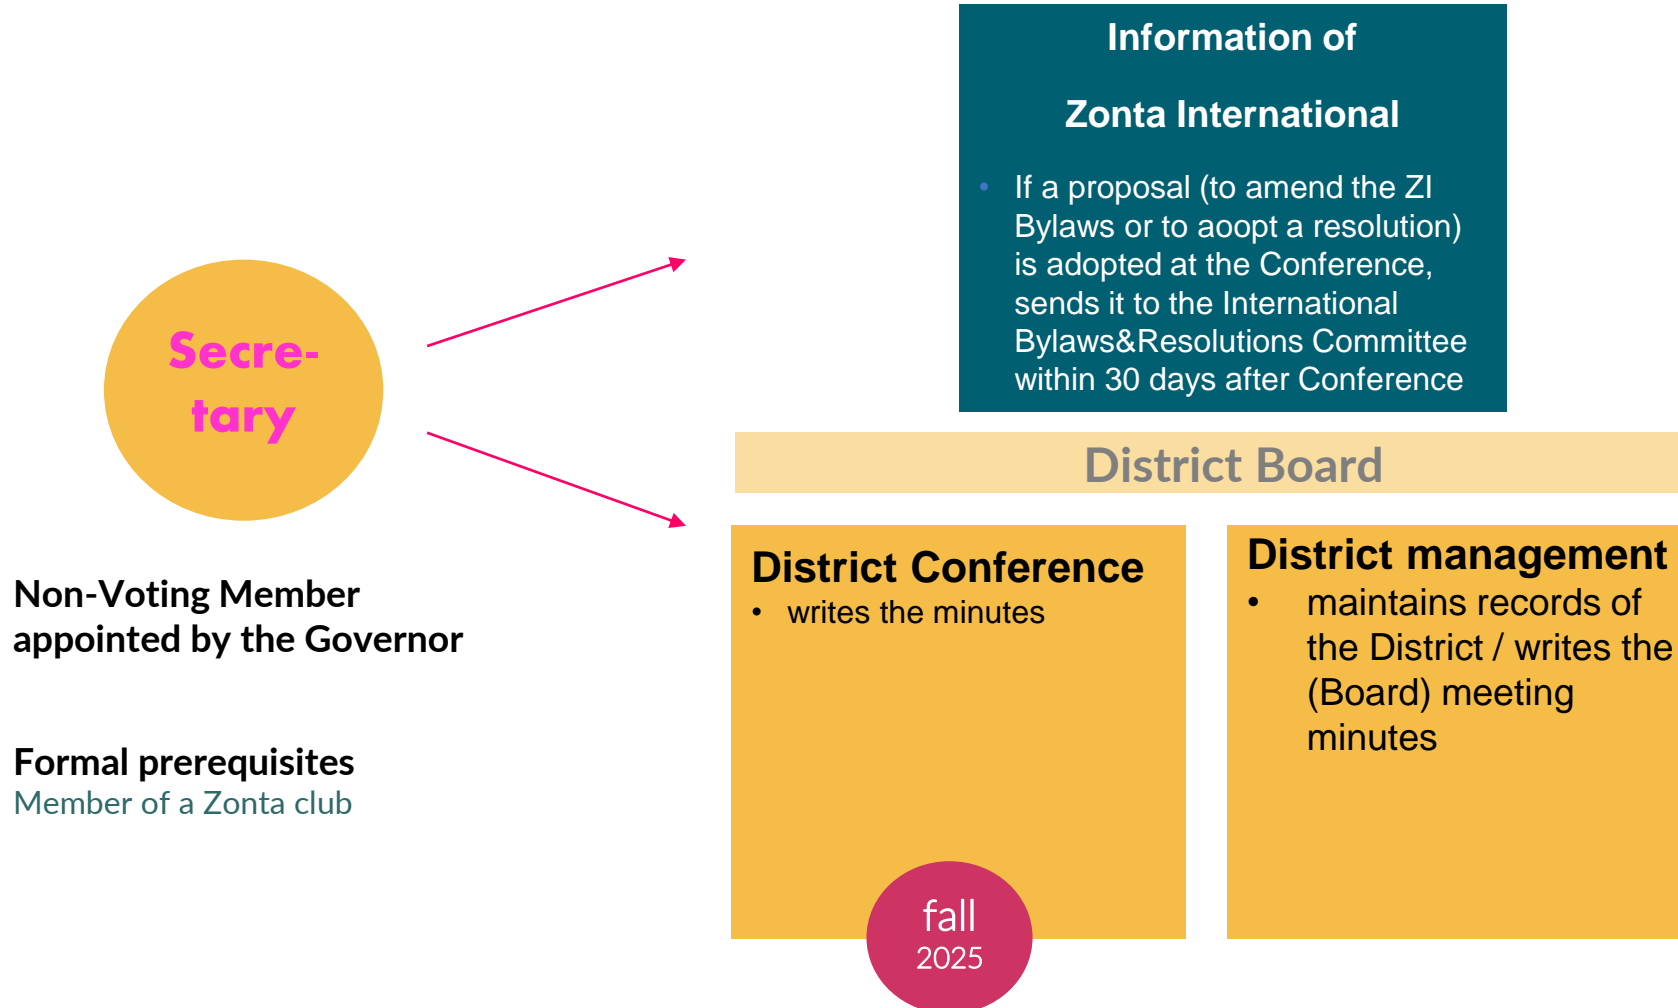 Information of
Zonta International
• If a proposal (to amend the ZI
Bylaws or to aoopt a resolution)
is adopted at the Conference,
sends it to the International
Bylaws&Resolutions Committee
within 30 days after Conference
Secre-
tary
District Board
Non-Voting Member
appointed by the Governor
Formal prerequisites
Member of a Zonta club
District Conference
• writes the minutes
fall
2025
District management
• maintains records of
the District / writes the
(Board) meeting
minutes